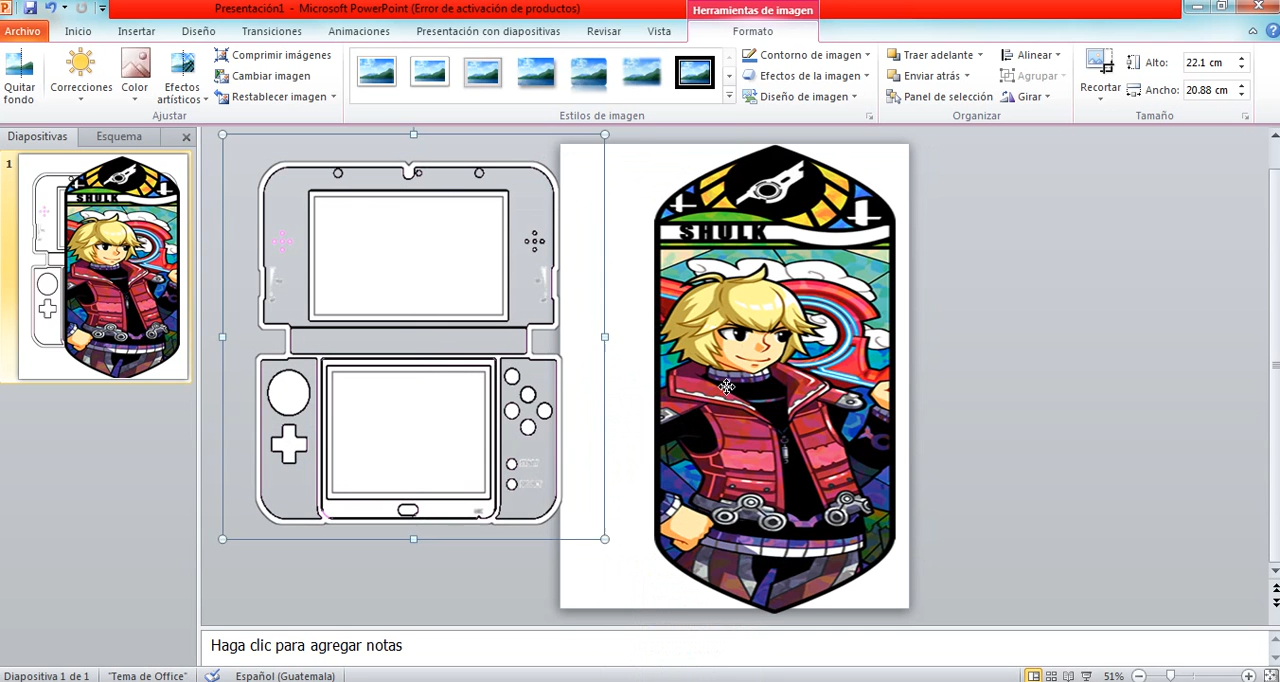 Presentación1 - Microsoft PowerPoint (Error de activación de productos)
Herramientas de imagen
Archivo Inicio Insertar Diseño Transiciones Animaciones Presentación con diapositivas Revisar Vista Formato
Quitar fondo
Correcciones
Color
Efectos artísticos
Comprimir imágenes
Cambiar imagen
Restablecer imagen
Ajustar
Estilos de imagen
Contorno de imagen
Efectos de la imagen
Diseño de imagen
Traer adelante
Enviar atrás
Panel de selección
Alinear
Agrupar
Girar
Organizar
Recortar
Alto: 22.1 cm
Ancho: 20.88 cm
Tamaño
Diapositivas Esquema
1
SHULK
SHULK
Haga clic para agregar notas
Diapositiva 1 de 1 "Tema de Office" Español (Guatemala) 51%